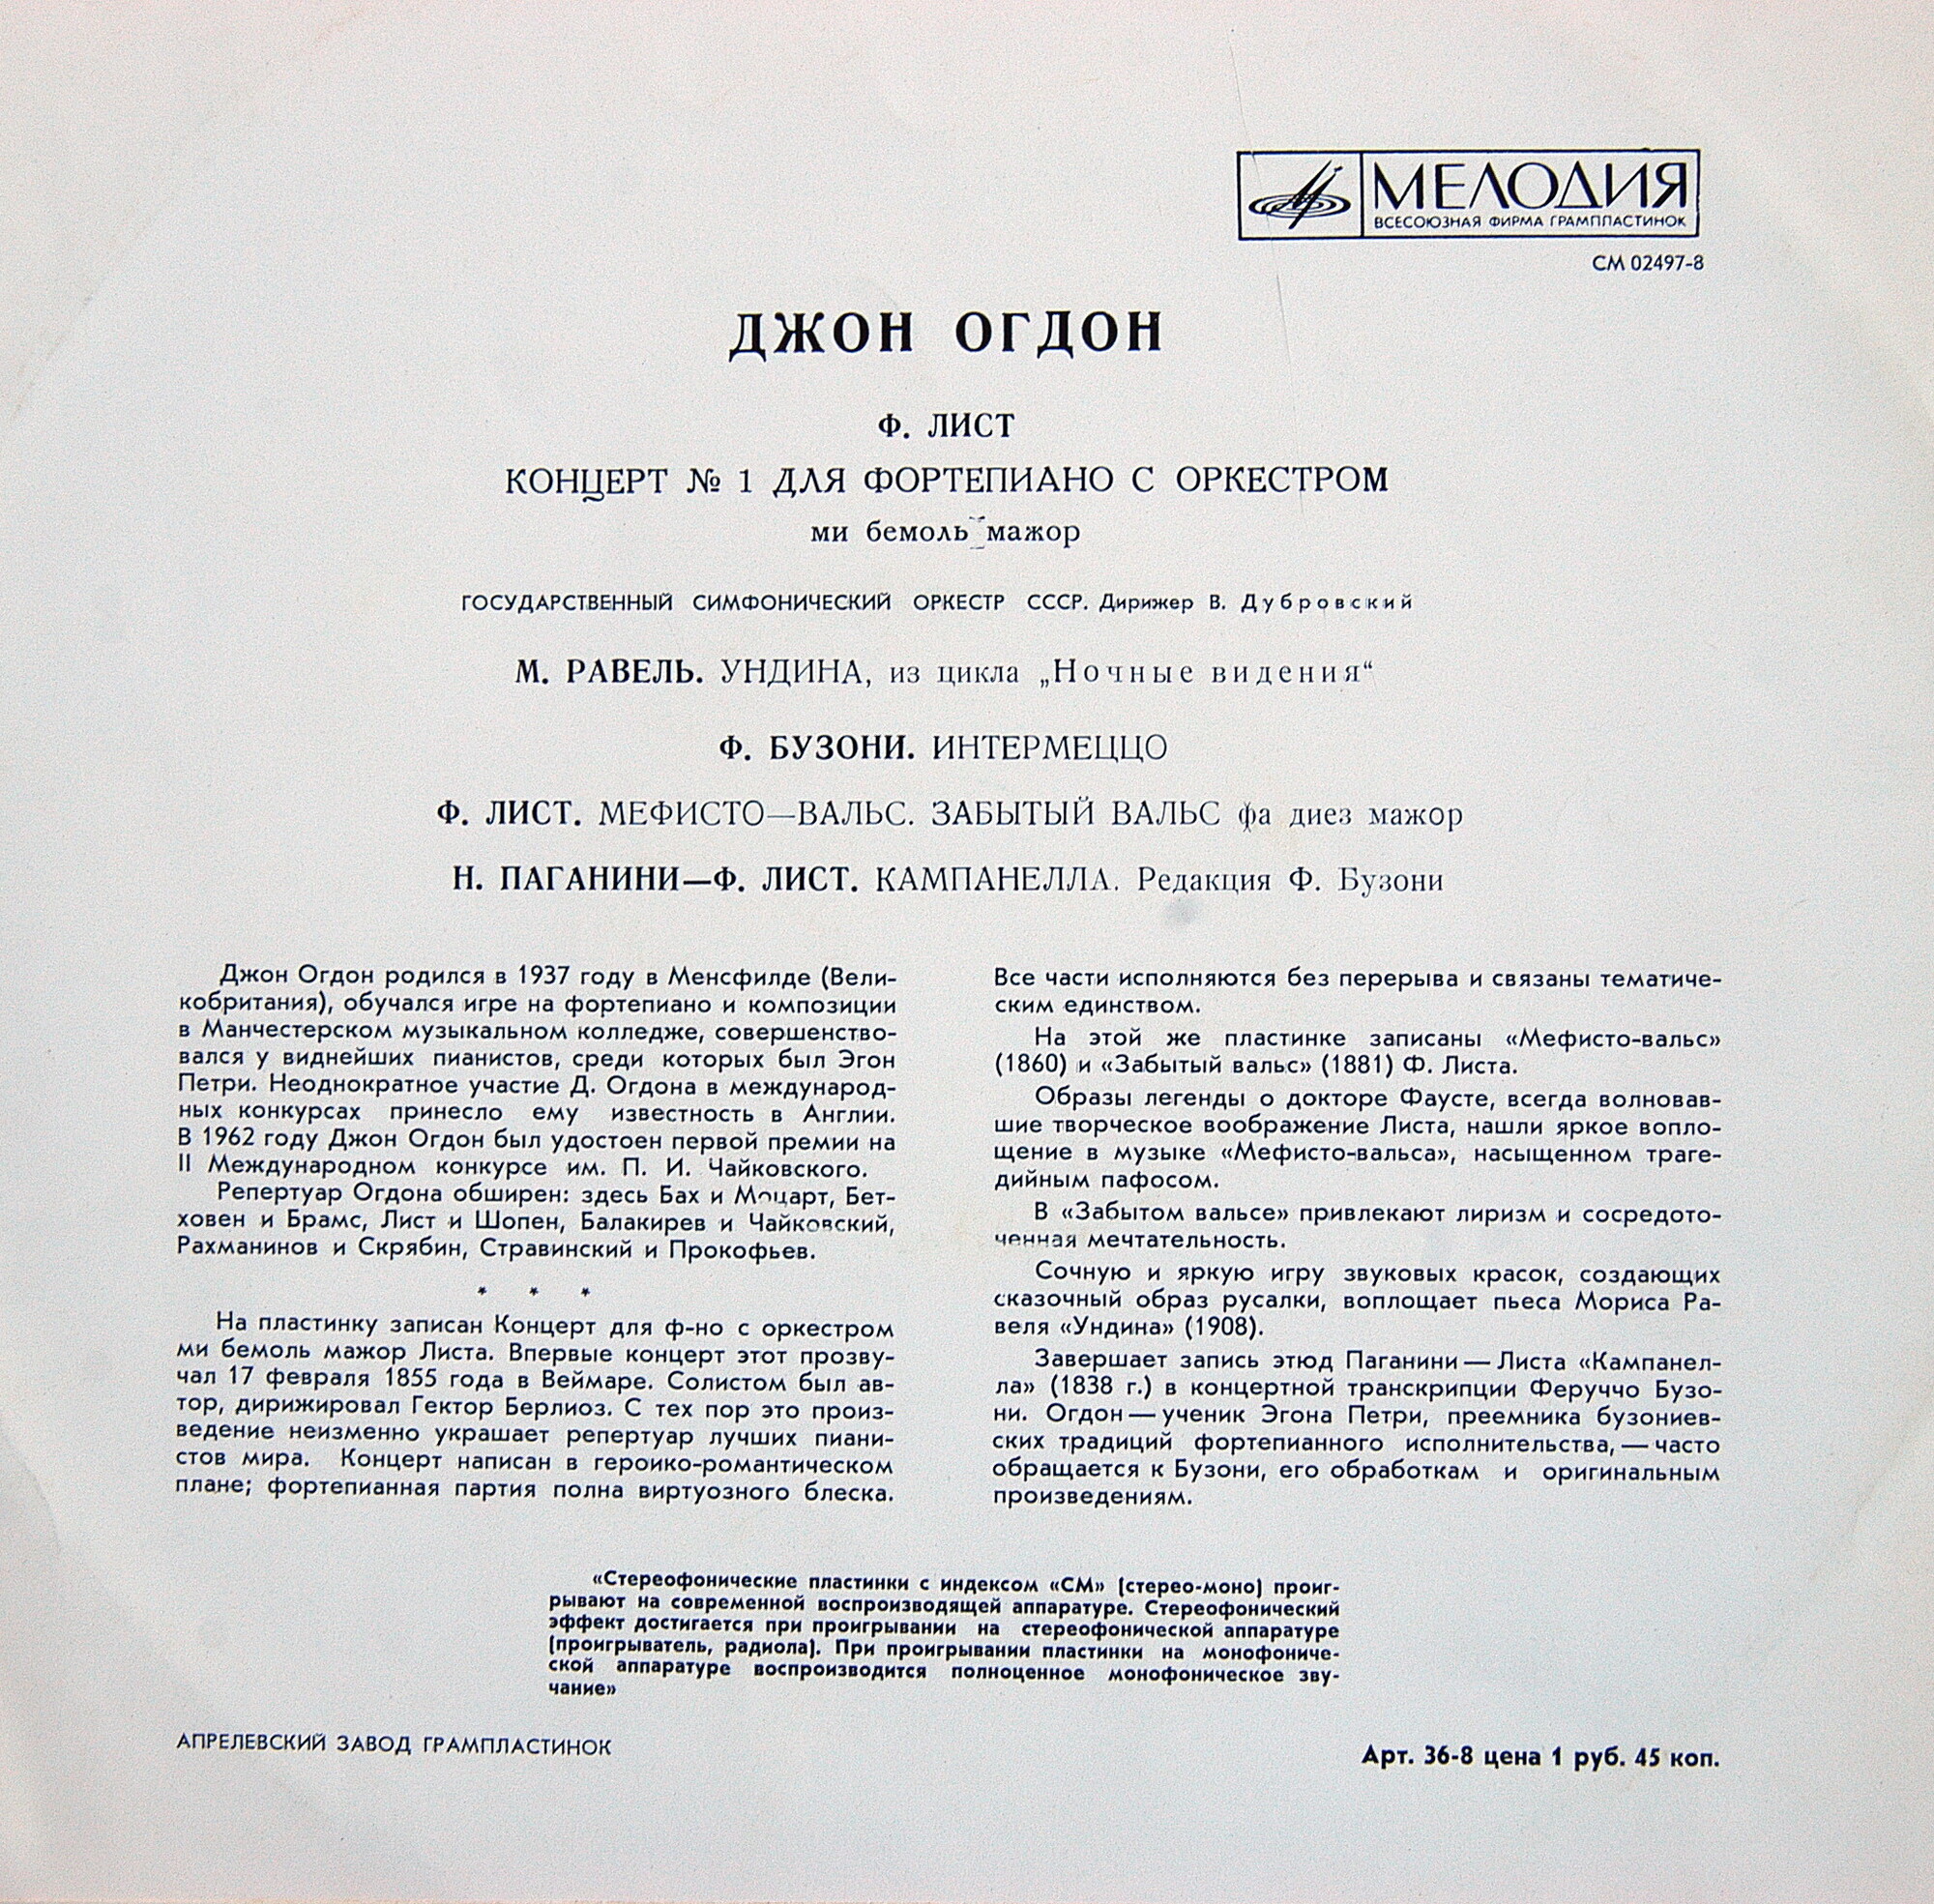 МЕЛОДИЯ
ВСЕСОЮЗНАЯ ФИРМА ГРАМПЛАСТИНОК
СМ 02497-8
ДЖОН ОГДОН
Ф. ЛИСТ
КОНЦЕРТ № 1 ДЛЯ ФОРТЕПИАНО С ОРКЕСТРОМ
ми бемоль мажор
ГОСУДАРСТВЕННЫЙ СИМФОНИЧЕСКИЙ ОРКЕСТР СССР. Дирижер В. Дубровский
М. РАВЕЛЬ. УНДИНА, из цикла „Ночные видения“
Ф. БУЗОНИ. ИНТЕРМЕЦЦО
Ф. ЛИСТ. МЕФИСТО—ВАЛЬС. ЗАБЫТЫЙ ВАЛЬС фа диез мажор
Н. ПАГАНИНИ—Ф. ЛИСТ. КАМПАНЕЛЛА. Редакция Ф. Бузони
Джон Огдон родился в 1937 году в Менсфилде (Вели-
кобритания), обучался игре на фортепиано и композиции
в Манчестерском музыкальном колледже, совершенство-
вался у виднейших пианистов, среди которых был Эгон
Петри. Неоднократное участие Д. Огдона в международ-
ных конкурсах принесло ему известность в Англии.
В 1962 году Джон Огдон был удостоен первой премии на
II Международном конкурсе им. П. И. Чайковского.
Репертуар Огдона обширен: здесь Бах и Моцарт, Бет-
ховен и Брамс, Лист и Шопен, Балакирев и Чайковский,
Рахманинов и Скрябин, Стравинский и Прокофьев.
* * *
На пластинку записан Концерт для ф-но с оркестром
ми бемоль мажор Листа. Впервые концерт этот прозву-
чал 17 февраля 1855 года в Веймаре. Солистом был ав-
тор, дирижировал Гектор Берлиоз. С тех пор это произ-
ведение неизменно украшает репертуар лучших пиани-
стов мира. Концерт написан в героико-романтическом
плане; фортепианная партия полна виртуозного блеска.
Все части исполняются без перерыва и связаны тематиче-
ским единством.
На этой же пластинке записаны «Мефисто-вальс»
(1860) и «Забытый вальс» (1881) Ф. Листа.
Образы легенды о докторе Фаусте, всегда волновав-
шие творческое воображение Листа, нашли яркое вопло-
щение в музыке «Мефисто-вальса», насыщенном траге-
дийным пафосом.
В «Забытом вальсе» привлекают лиризм и сосредото-
ченная мечтательность.
Сочную и яркую игру звуковых красок, создающих
сказочный образ русалки, воплощает пьеса Мориса Ра-
веля «Ундина» (1908).
Завершает запись этюд Паганини — Листа «Кампанел-
ла» (1838 г.) в концертной транскрипции Феруччо Бузо-
ни. Огдон — ученик Эгона Петри, преемника бузониев-
ских традиций фортепианного исполнительства, — часто
обращается к Бузони, его обработкам и оригинальным
произведениям.
«Стереофонические пластинки с индексом «СМ» (стерео-моно) проиг-
рывают на современной воспроизводящей аппаратуре. Стереофонический
эффект достигается при проигрывании на стереофонической аппаратуре
(проигрыватель, радиола). При проигрывании пластинки на монофониче-
ской аппаратуре воспроизводится полноценное монофоническое зву-
чание»
АПРЕЛЕВСКИЙ ЗАВОД ГРАМПЛАСТИНОК
Арт. 36-8 цена 1 руб. 45 коп.